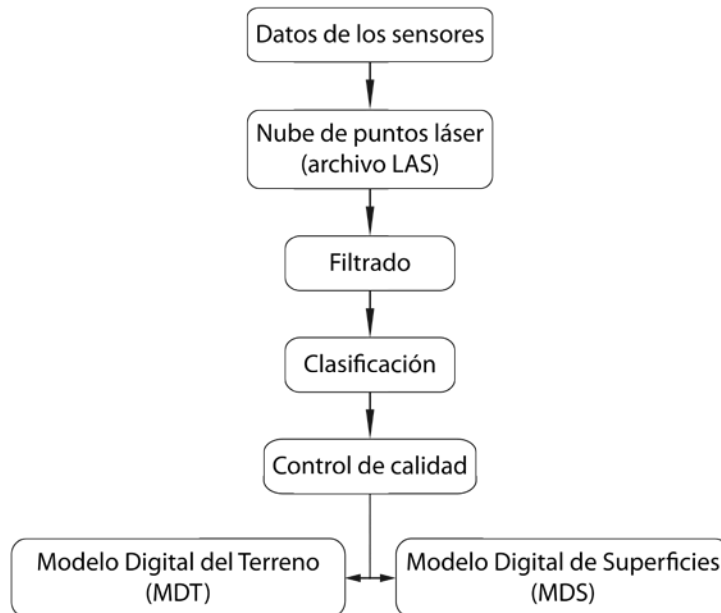 Datos de los sensores
Nube de puntos láser
(archivo LAS)
Filtrado
Clasificación
Control de calidad
Modelo Digital del Terreno
(MDT)
Modelo Digital de Superficies
(MDS)